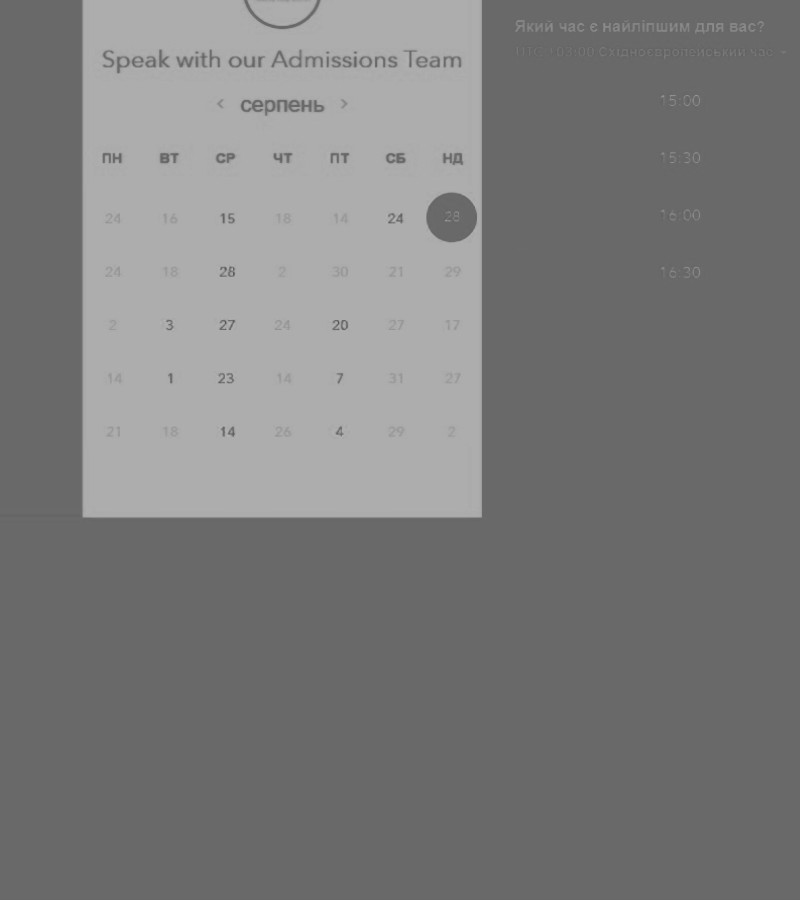 Speak with our Admissions Team
< серпень >
ПН ВТ СР ЧТ ПТ СБ НД
24 16 15 18 14 24 28
24 18 28 2 30 21 29
2 3 27 24 20 27 17
14 1 23 14 7 31 27
21 18 14 26 4 29 2
Який час є найліпшим для вас?
UTC +03:00 Східноєвропейський час
15:00
15:30
16:00
16:30